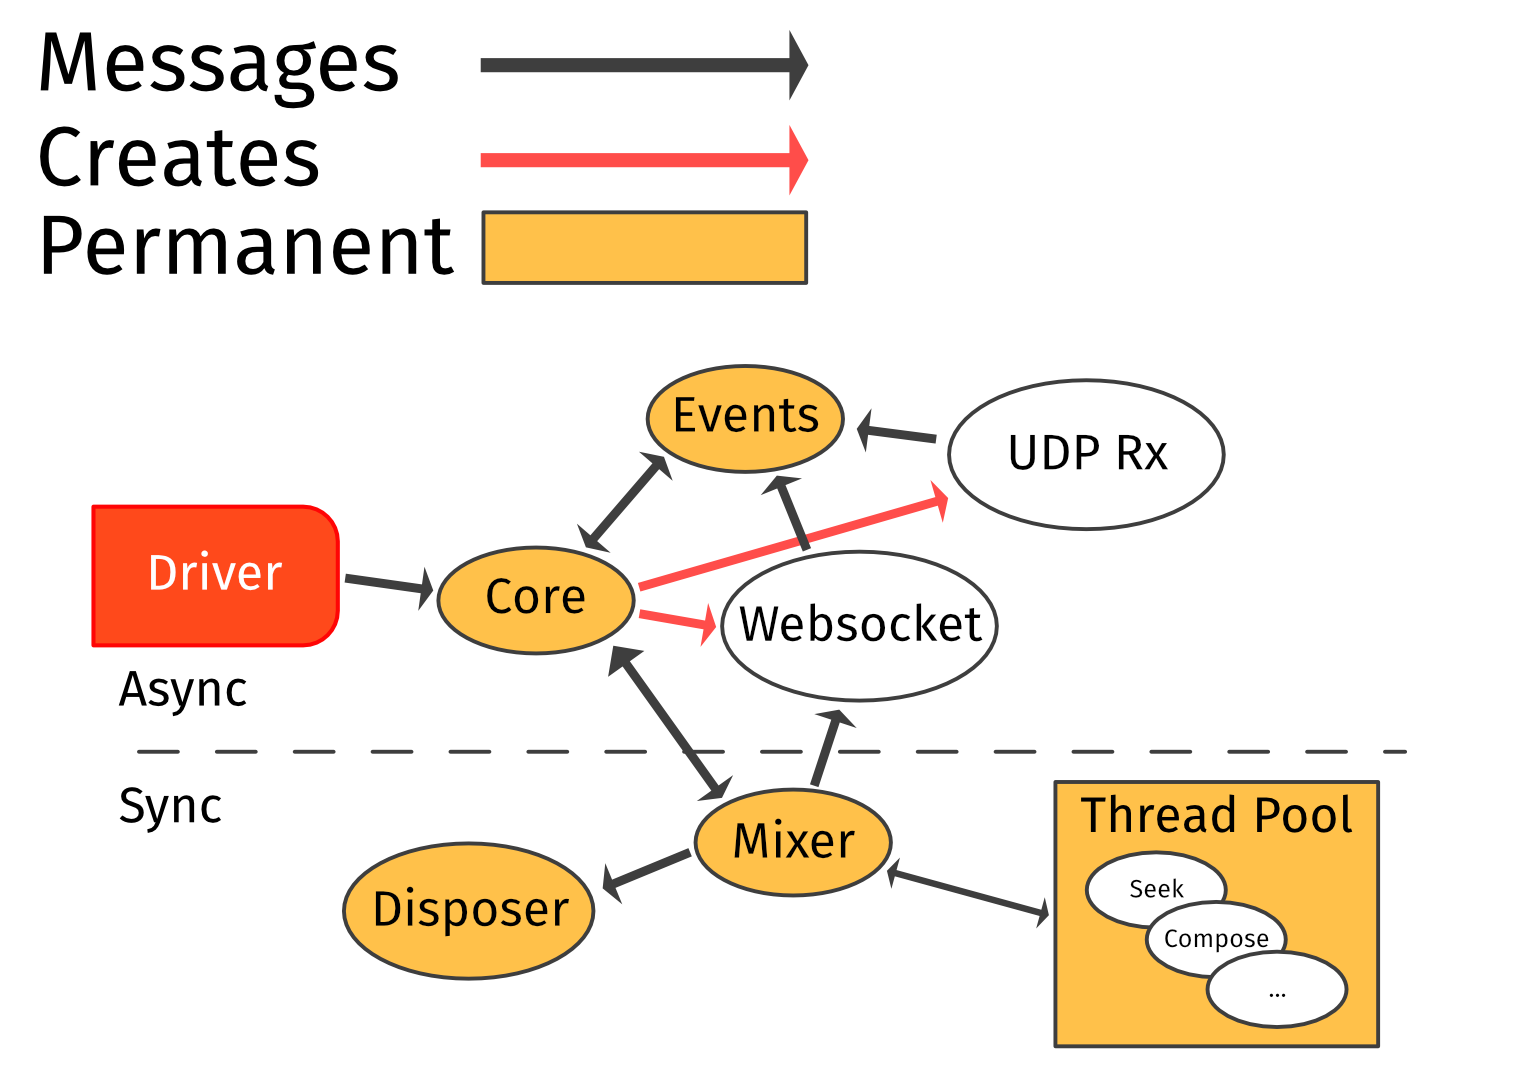 Messages
Creates
Permanent
Events
UDP Rx
Driver
Core
Websocket
Async
Sync
Thread Pool
Mixer
Seek
Disposer
Compose
...